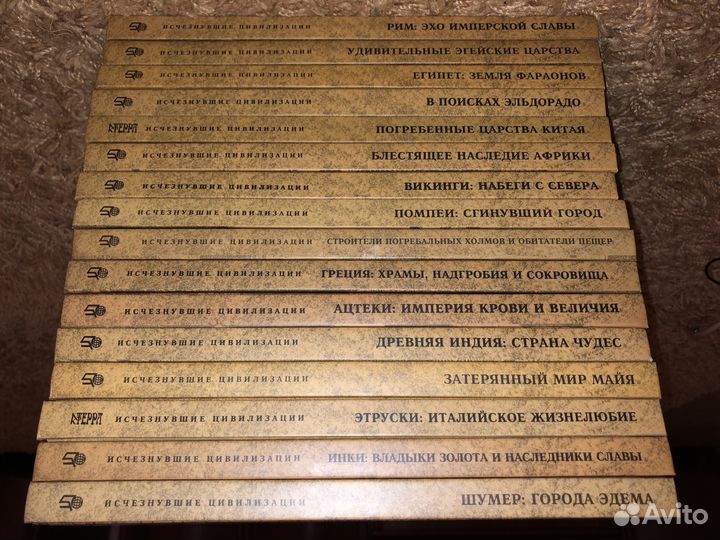 ИСЧЕЗНУВШИЕ ЦИВИЛИЗАЦИИ РИМ: ЭХО ИМПЕРСКОЙ СЛАВЫ
ИСЧЕЗНУВШИЕ ЦИВИЛИЗАЦИИ УДИВИТЕЛЬНЫЕ ЭГЕЙСКИЕ ЦАРСТВА
ИСЧЕЗНУВШИЕ ЦИВИЛИЗАЦИИ ЕГИПЕТ: ЗЕМЛЯ ФАРАОНОВ
ИСЧЕЗНУВШИЕ ЦИВИЛИЗАЦИИ В ПОИСКАХ ЭЛЬДОРАДО
ТЕРРА ИСЧЕЗНУВШИЕ ЦИВИЛИЗАЦИИ ПОГРЕБЕННЫЕ ЦАРСТВА КИТАЯ
ИСЧЕЗНУВШИЕ ЦИВИЛИЗАЦИИ БЛЕСТЯЩЕЕ НАСЛЕДИЕ АФРИКИ
ИСЧЕЗНУВШИЕ ЦИВИЛИЗАЦИИ ВИКИНГИ: НАБЕГИ С СЕВЕРА
ИСЧЕЗНУВШИЕ ЦИВИЛИЗАЦИИ ПОМПЕИ: СГИНУВШИЙ ГОРОД
ИСЧЕЗНУВШИЕ ЦИВИЛИЗАЦИИ СТРОИТЕЛИ ПОГРЕБАЛЬНЫХ ХОЛМОВ И ОБИТАТЕЛИ ПЕЩЕР
ИСЧЕЗНУВШИЕ ЦИВИЛИЗАЦИИ ГРЕЦИЯ: ХРАМЫ, НАДГРОБИЯ И СОКРОВИЩА
ИСЧЕЗНУВШИЕ ЦИВИЛИЗАЦИИ АЦТЕКИ: ИМПЕРИЯ КРОВИ И ВЕЛИЧИЯ
ИСЧЕЗНУВШИЕ ЦИВИЛИЗАЦИИ ДРЕВНЯЯ ИНДИЯ: СТРАНА ЧУДЕС
ИСЧЕЗНУВШИЕ ЦИВИЛИЗАЦИИ ЗАТЕРЯННЫЙ МИР МАЙЯ
ТЕРРА ИСЧЕЗНУВШИЕ ЦИВИЛИЗАЦИИ ЭТРУСКИ: ИТАЛИЙСКОЕ ЖИЗНЕЛЮБИЕ
ИСЧЕЗНУВШИЕ ЦИВИЛИЗАЦИИ ИНКИ: ВЛАДЫКИ ЗОЛОТА И НАСЛЕДНИКИ СЛАВЫ
ИСЧЕЗНУВШИЕ ЦИВИЛИЗАЦИИ ШУМЕР: ГОРОДА ЭДЕМА
Avito